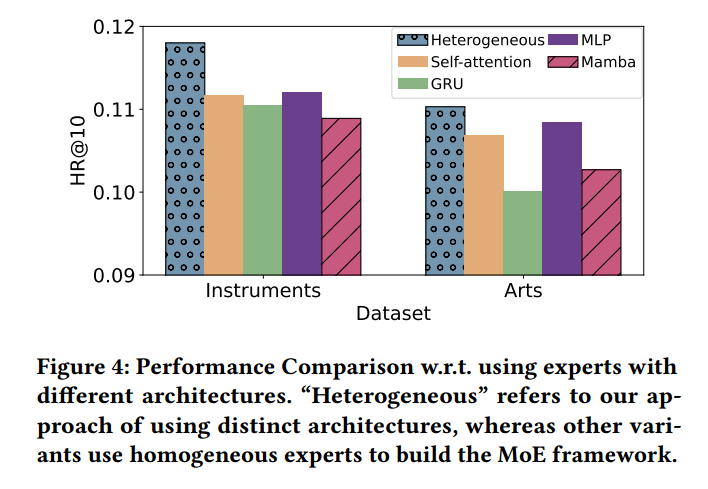 0.12
0.11
0.10
0.09
HR@10
Heterogeneous
MLP
Self-attention
Mamba
GRU
Instruments
Arts
Dataset
Figure 4: Performance Comparison w.r.t. using experts with
different architectures. “Heterogeneous” refers to our ap-
proach of using distinct architectures, whereas other vari-
ants use homogeneous experts to build the MoE framework.